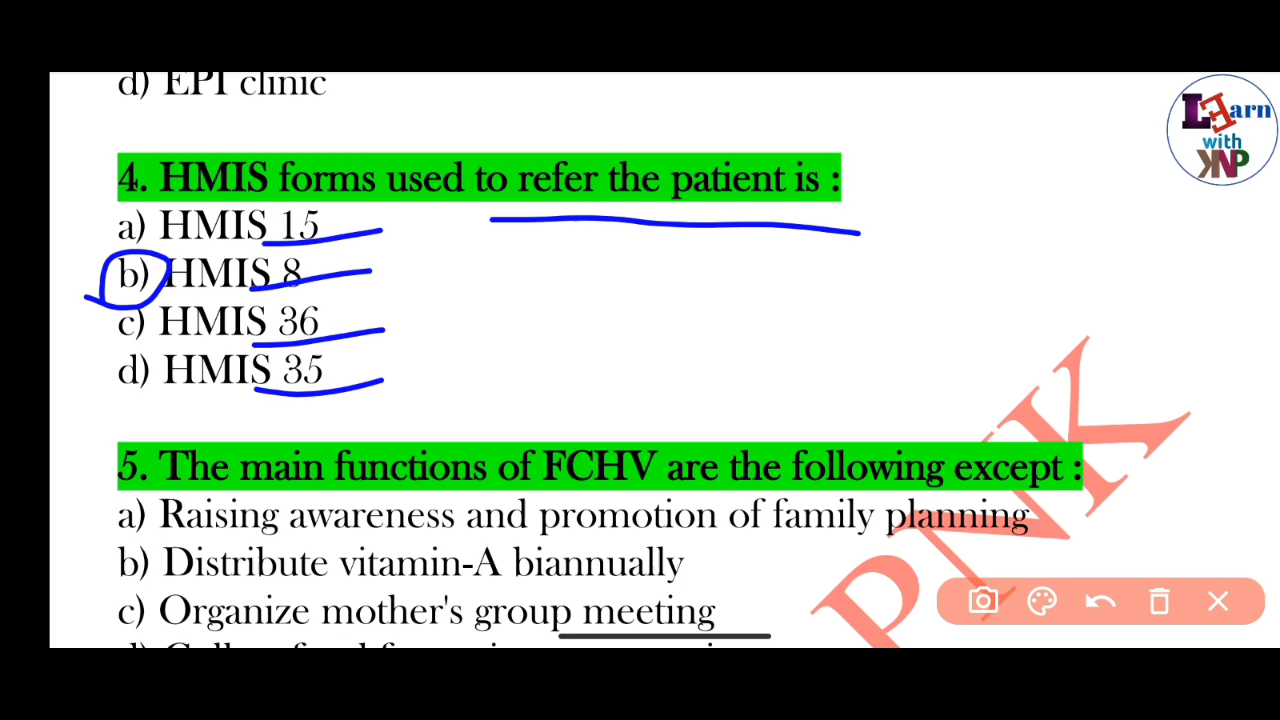 d) EPI clinic
LEarn
with
KNP
4. HMIS forms used to refer the patient is :
a) HMIS 15
b) HMIS 8
c) HMIS 36
d) HMIS 35
5. The main functions of FCHV are the following except :
a) Raising awareness and promotion of family planning
b) Distribute vitamin-A biannually
c) Organize mother's group meeting
PNK